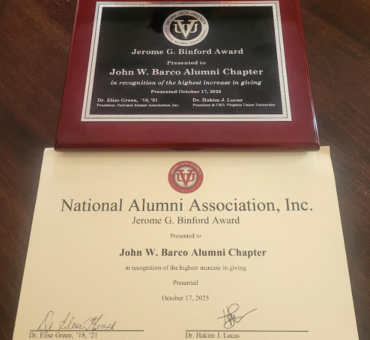 Jerome G. Binford Award
Presented to
John W. Barco Alumni Chapter
in recognition of the highest increase in giving
Presented October 17, 2025
Dr. Elise Green, '18, '21 Dr. Hakim J. Lucas
President, National Alumni Association, Inc. President & CEO, Virginia Union University
National Alumni Association, Inc.
Jerome G. Binford Award
Presented to
John W. Barco Alumni Chapter
in recognition of the highest increase in giving
Presented
October 17, 2025
Dr. Elise Green, '18, '21 Dr. Hakim J. Lucas